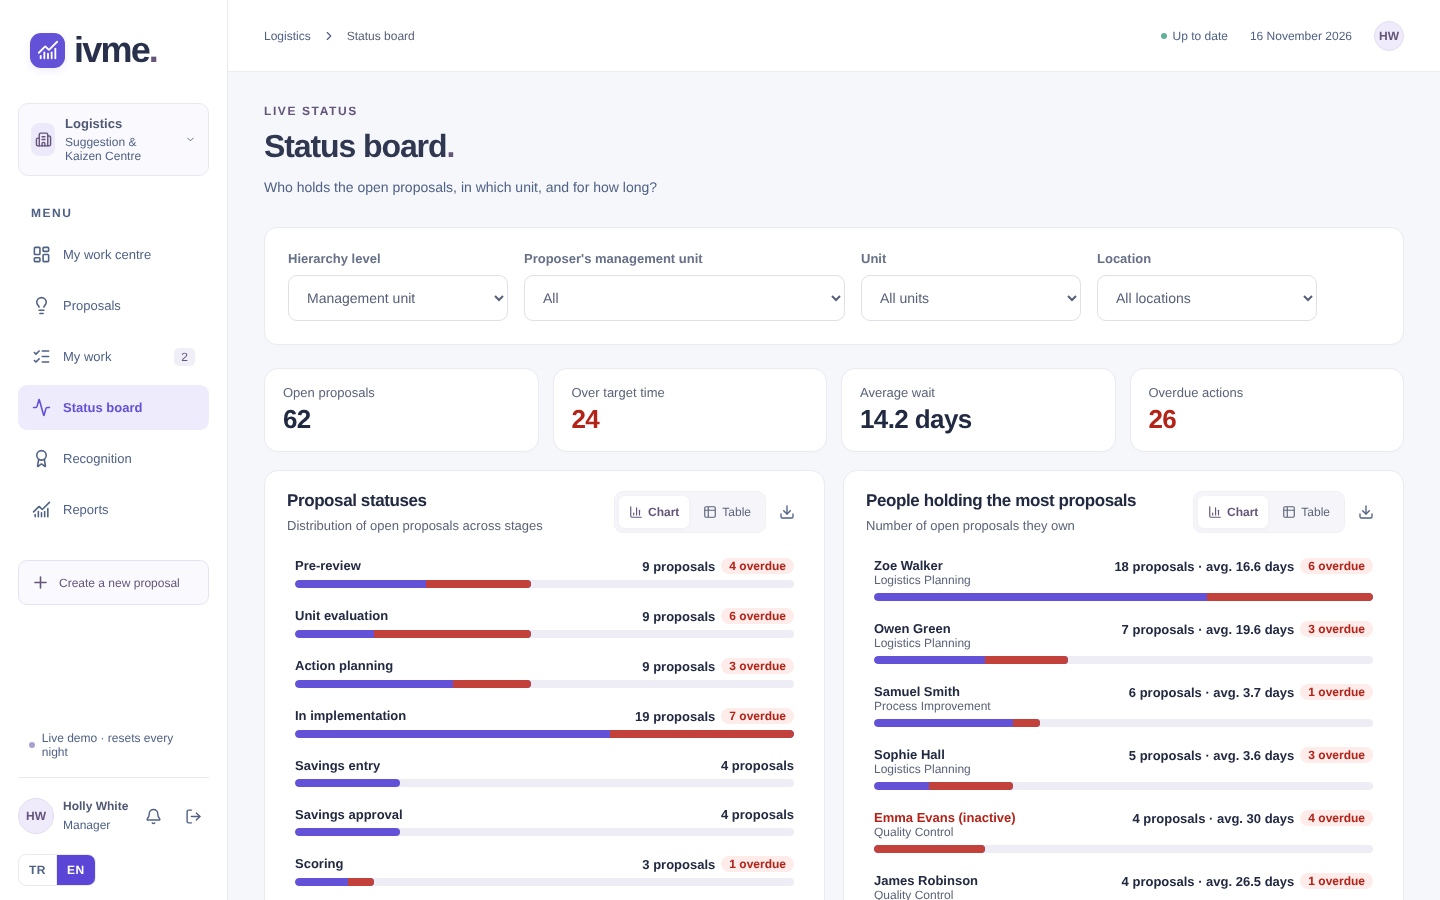 ivme.
Logistics
Suggestion &
Kaizen Centre
MENU
My work centre
Proposals
My work
2
Status board
Recognition
Reports
Create a new proposal
Live demo · resets every
night
HW
Holly White
Manager
TR
EN
Logistics
Status board
Up to date
16 November 2026
HW
LIVE STATUS
Status board.
Who holds the open proposals, in which unit, and for how long?
Hierarchy level
Management unit
Proposer's management unit
All
Unit
All units
Location
All locations
Open proposals
62
Over target time
24
Average wait
14.2 days
Overdue actions
26
Proposal statuses
Distribution of open proposals across stages
Chart
Table
Pre-review
9 proposals
4 overdue
Unit evaluation
9 proposals
6 overdue
Action planning
9 proposals
3 overdue
In implementation
19 proposals
7 overdue
Savings entry
4 proposals
Savings approval
4 proposals
Scoring
3 proposals
1 overdue
People holding the most proposals
Number of open proposals they own
Chart
Table
Zoe Walker
Logistics Planning
18 proposals · avg. 16.6 days
6 overdue
Owen Green
Logistics Planning
7 proposals · avg. 19.6 days
3 overdue
Samuel Smith
Process Improvement
6 proposals · avg. 3.7 days
1 overdue
Sophie Hall
Logistics Planning
5 proposals · avg. 3.6 days
3 overdue
Emma Evans (inactive)
Quality Control
4 proposals · avg. 30 days
4 overdue
James Robinson
Quality Control
4 proposals · avg. 26.5 days
1 overdue